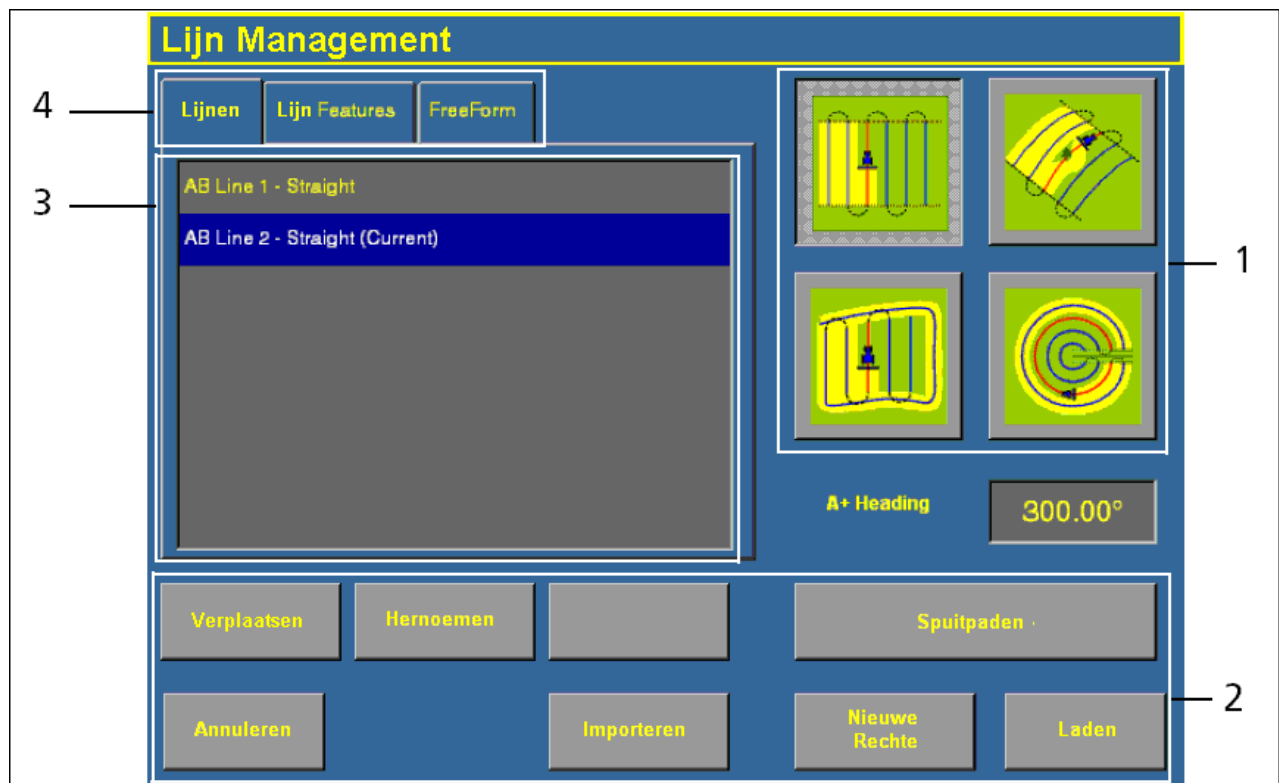 Lijn Management
4
Lijnen
Lijn Features
FreeForm
3
AB Line 1 - Straight
AB Line 2 - Straight (Current)
1
A+ Heading
300.00°
Verplaatsen
Hernoemen
Spuitpaden
2
Annuleren
Importeren
Nieuwe
Rechte
Laden